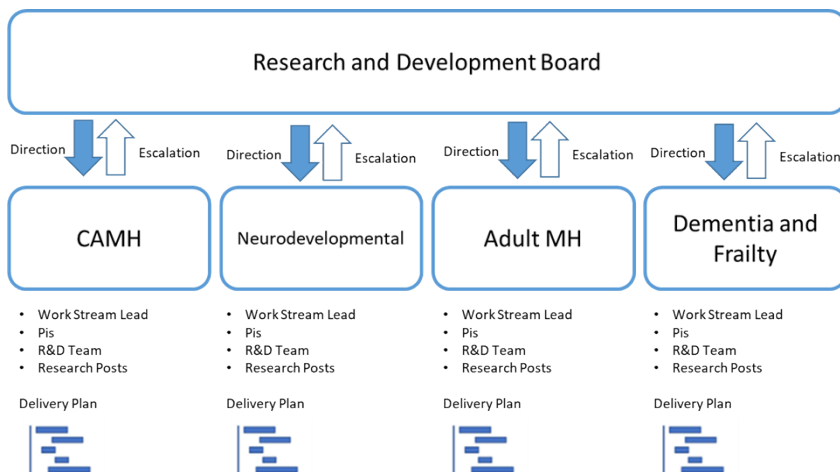 Research and Development Board
Direction
Escalation
Direction
Escalation
Direction
Escalation
Direction
Escalation
CAMH
Neurodevelopmental
Adult MH
Dementia and
Frailty
• Work Stream Lead
• Pis
• R&D Team
• Research Posts
• Work Stream Lead
• Pis
• R&D Team
• Research Posts
• Work Stream Lead
• Pis
• R&D Team
• Research Posts
• Work Stream Lead
• Pis
• R&D Team
• Research Posts
Delivery Plan
Delivery Plan
Delivery Plan
Delivery Plan